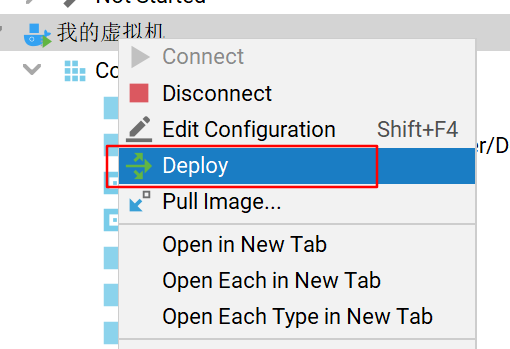 Not Started
我的虚拟机
Connect
Co
Disconnect
Edit Configuration Shift+F4
er/D
Deploy
Pull Image...
Open in New Tab
Open Each in New Tab
Open Each Type in New Tab